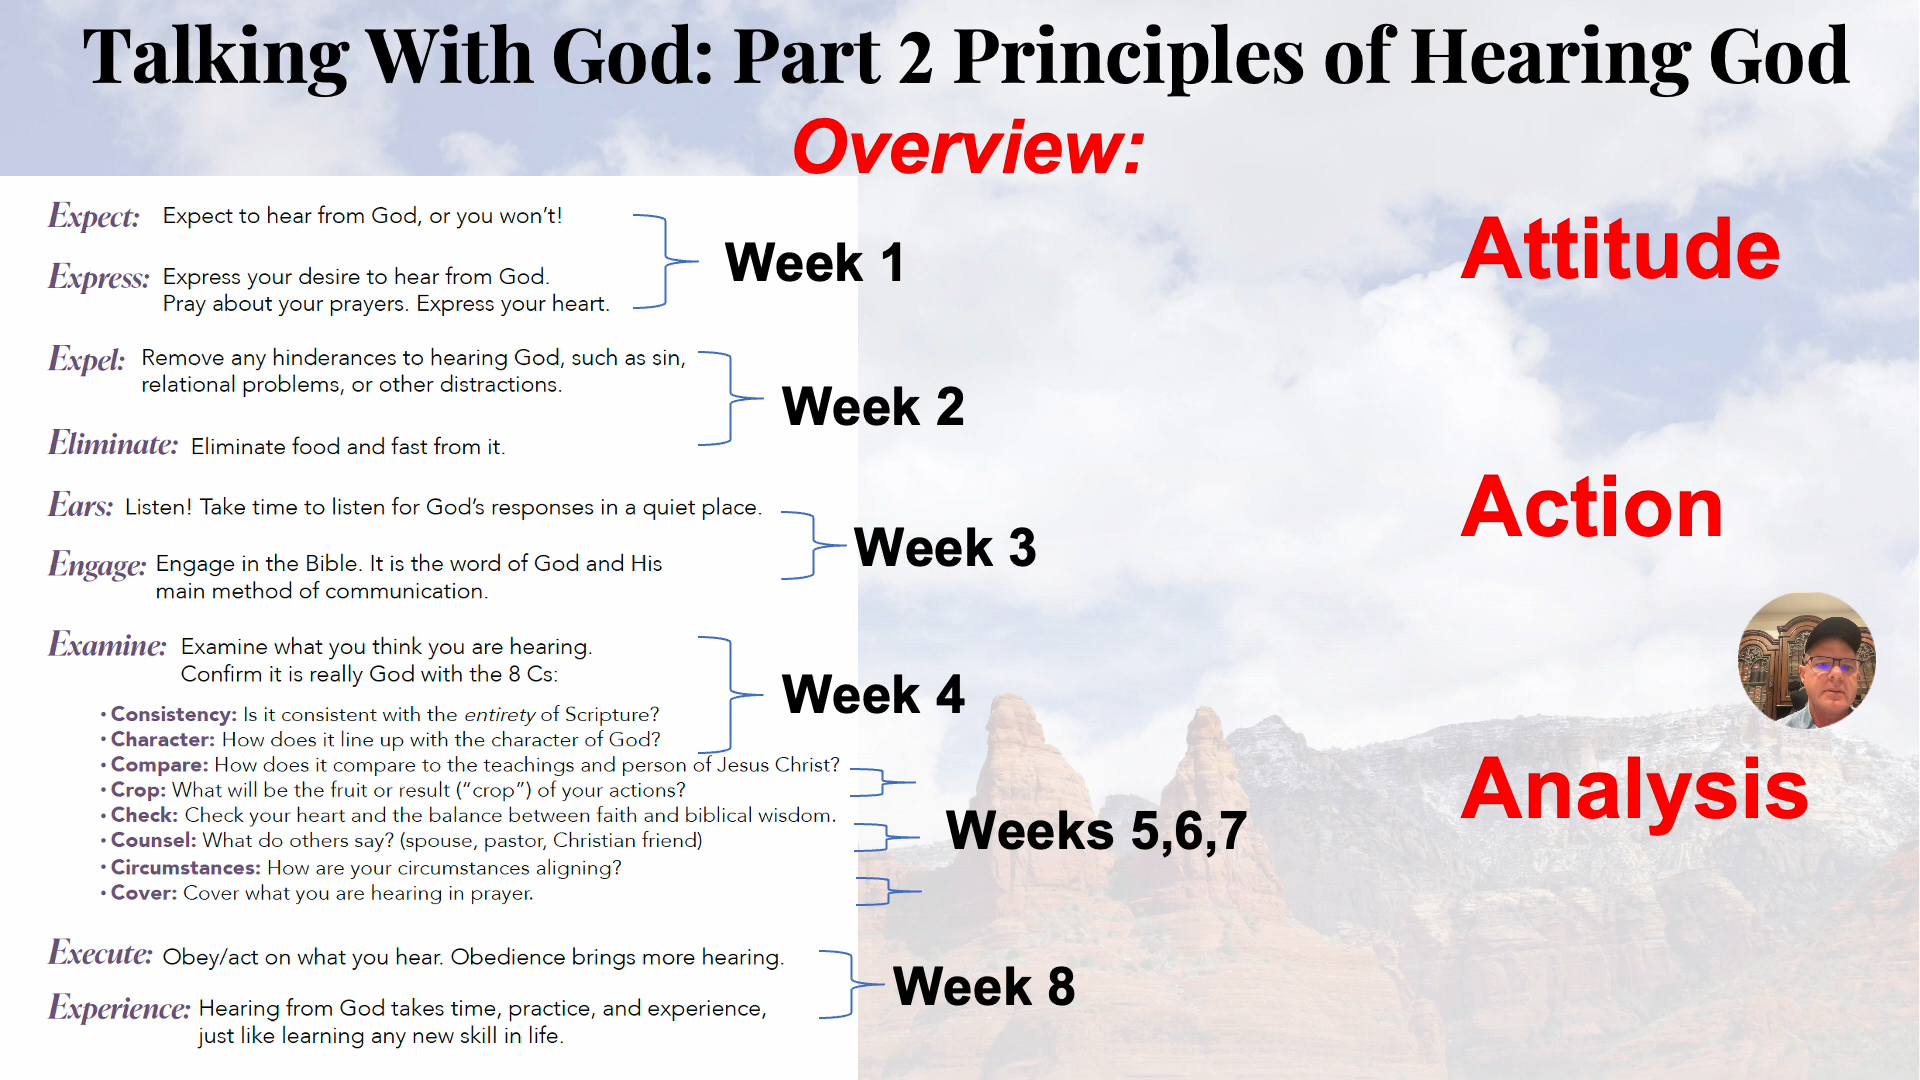 Talking With God: Part 2 Principles of Hearing God
Overview:
Expect: Expect to hear from God, or you won't!
Express: Express your desire to hear from God.
Pray about your prayers. Express your heart.
Week 1
Attitude
Expel: Remove any hinderances to hearing God, such as sin,
relational problems, or other distractions.
Eliminate: Eliminate food and fast from it.
Week 2
Ears: Listen! Take time to listen for God's responses in a quiet place.
Engage: Engage in the Bible. It is the word of God and His
main method of communication.
Week 3
Action
Examine: Examine what you think you are hearing.
Confirm it is really God with the 8 Cs:
• Consistency: Is it consistent with the entirety of Scripture?
• Character: How does it line up with the character of God?
Week 4
• Compare: How does it compare to the teachings and person of Jesus Christ?
• Crop: What will be the fruit or result ("crop") of your actions?
• Check: Check your heart and the balance between faith and biblical wisdom.
• Counsel: What do others say? (spouse, pastor, Christian friend)
• Circumstances: How are your circumstances aligning?
• Cover: Cover what you are hearing in prayer.
Weeks 5,6,7
Analysis
Execute: Obey/act on what you hear. Obedience brings more hearing.
Experience: Hearing from God takes time, practice, and experience,
just like learning any new skill in life.
Week 8